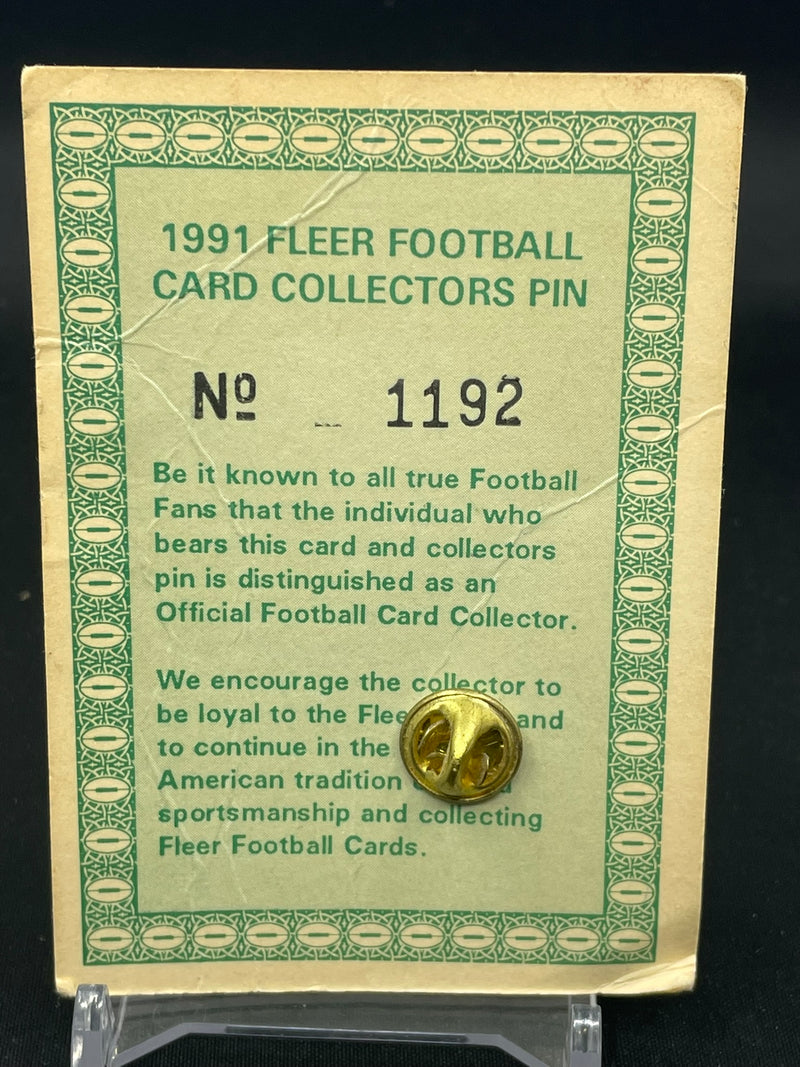 1991 FLEER FOOTBALL
CARD COLLECTORS PIN
Nº 1192
Be it known to all true Football
Fans that the individual who
bears this card and collectors
pin is distinguished as an
Official Football Card Collector.
We encourage the collector to
be loyal to the and
to continue in the
American tradition
sportsmanship and collecting
Fleer Football Cards.